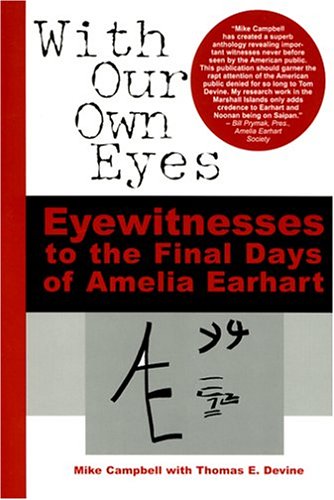 With
Our
Own
Eyes
"Mike Campbell
has created a superb
anthology revealing impor-
tant witnesses never before
seen by the American public.
This publication should garner the
rapt attention of the American
public denied for so long to Tom
Devine. My research work in the
Marshall Islands only adds
credence to Earhart and
Noonan being on Saipan."
– Bill Prymak, Pres.,
Amelia Earhart
Society
Eyewitnesses
to the Final Days
of Amelia Earhart
AE
Mike Campbell with Thomas E. Devine